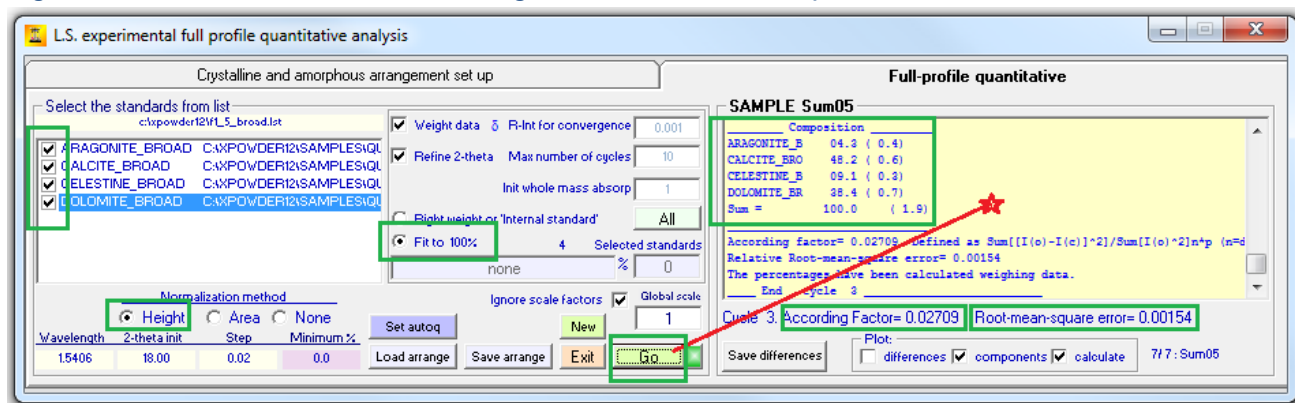 L.S. experimental full profile quantitative analysis
Crystalline and amorphous arrangement set up
Full-profile quantitative
Select the standards from list
c:\xpowder12\f1_5_broad.lst
ARAGONITE_BROAD C:\XPOWDER12\SAMPLES\QU
CALCITE_BROAD C:\XPOWDER12\SAMPLES\QU
CELESTINE_BROAD C:\XPOWDER12\SAMPLES\QU
DOLOMITE_BROAD C:\XPOWDER12\SAMPLES\QU
Weight data δ R-Int for convergence 0.001
Refine 2-theta Max number of cycles 10
Init whole mass absorp 1
Right weight or 'Internal standard' All
Fit to 100% 4 Selected standards
none % 0
Normalization method
Height Area None
Wavelength 2-theta init Step Minimum %
1.5406 18.00 0.02 0.0
Ignore scale factors Global scale
Set autoq New 1
Load arrange Save arrange Exit Go
SAMPLE Sum05
______ Composition ________
ARAGONITE_B 04.3 ( 0.4)
CALCITE_BRO 48.2 ( 0.6)
CELESTINE_B 09.1 ( 0.3)
DOLOMITE_BR 38.4 ( 0.7)
Sum = 100.0 ( 1.9)
According factor= 0.02709 Defined as Sum[[I(o)-I(c)]^2]/Sum[I(o)^2]n*p (n=d
Relative Root-mean-square error= 0.00154
The percentages have been calculated weighing data.
____ End cycle 3 ____
Cycle 3. According Factor= 0.02709 Root-mean-square error= 0.00154
Save differences
Plot:
differences components calculate
7/ 7 : Sum05